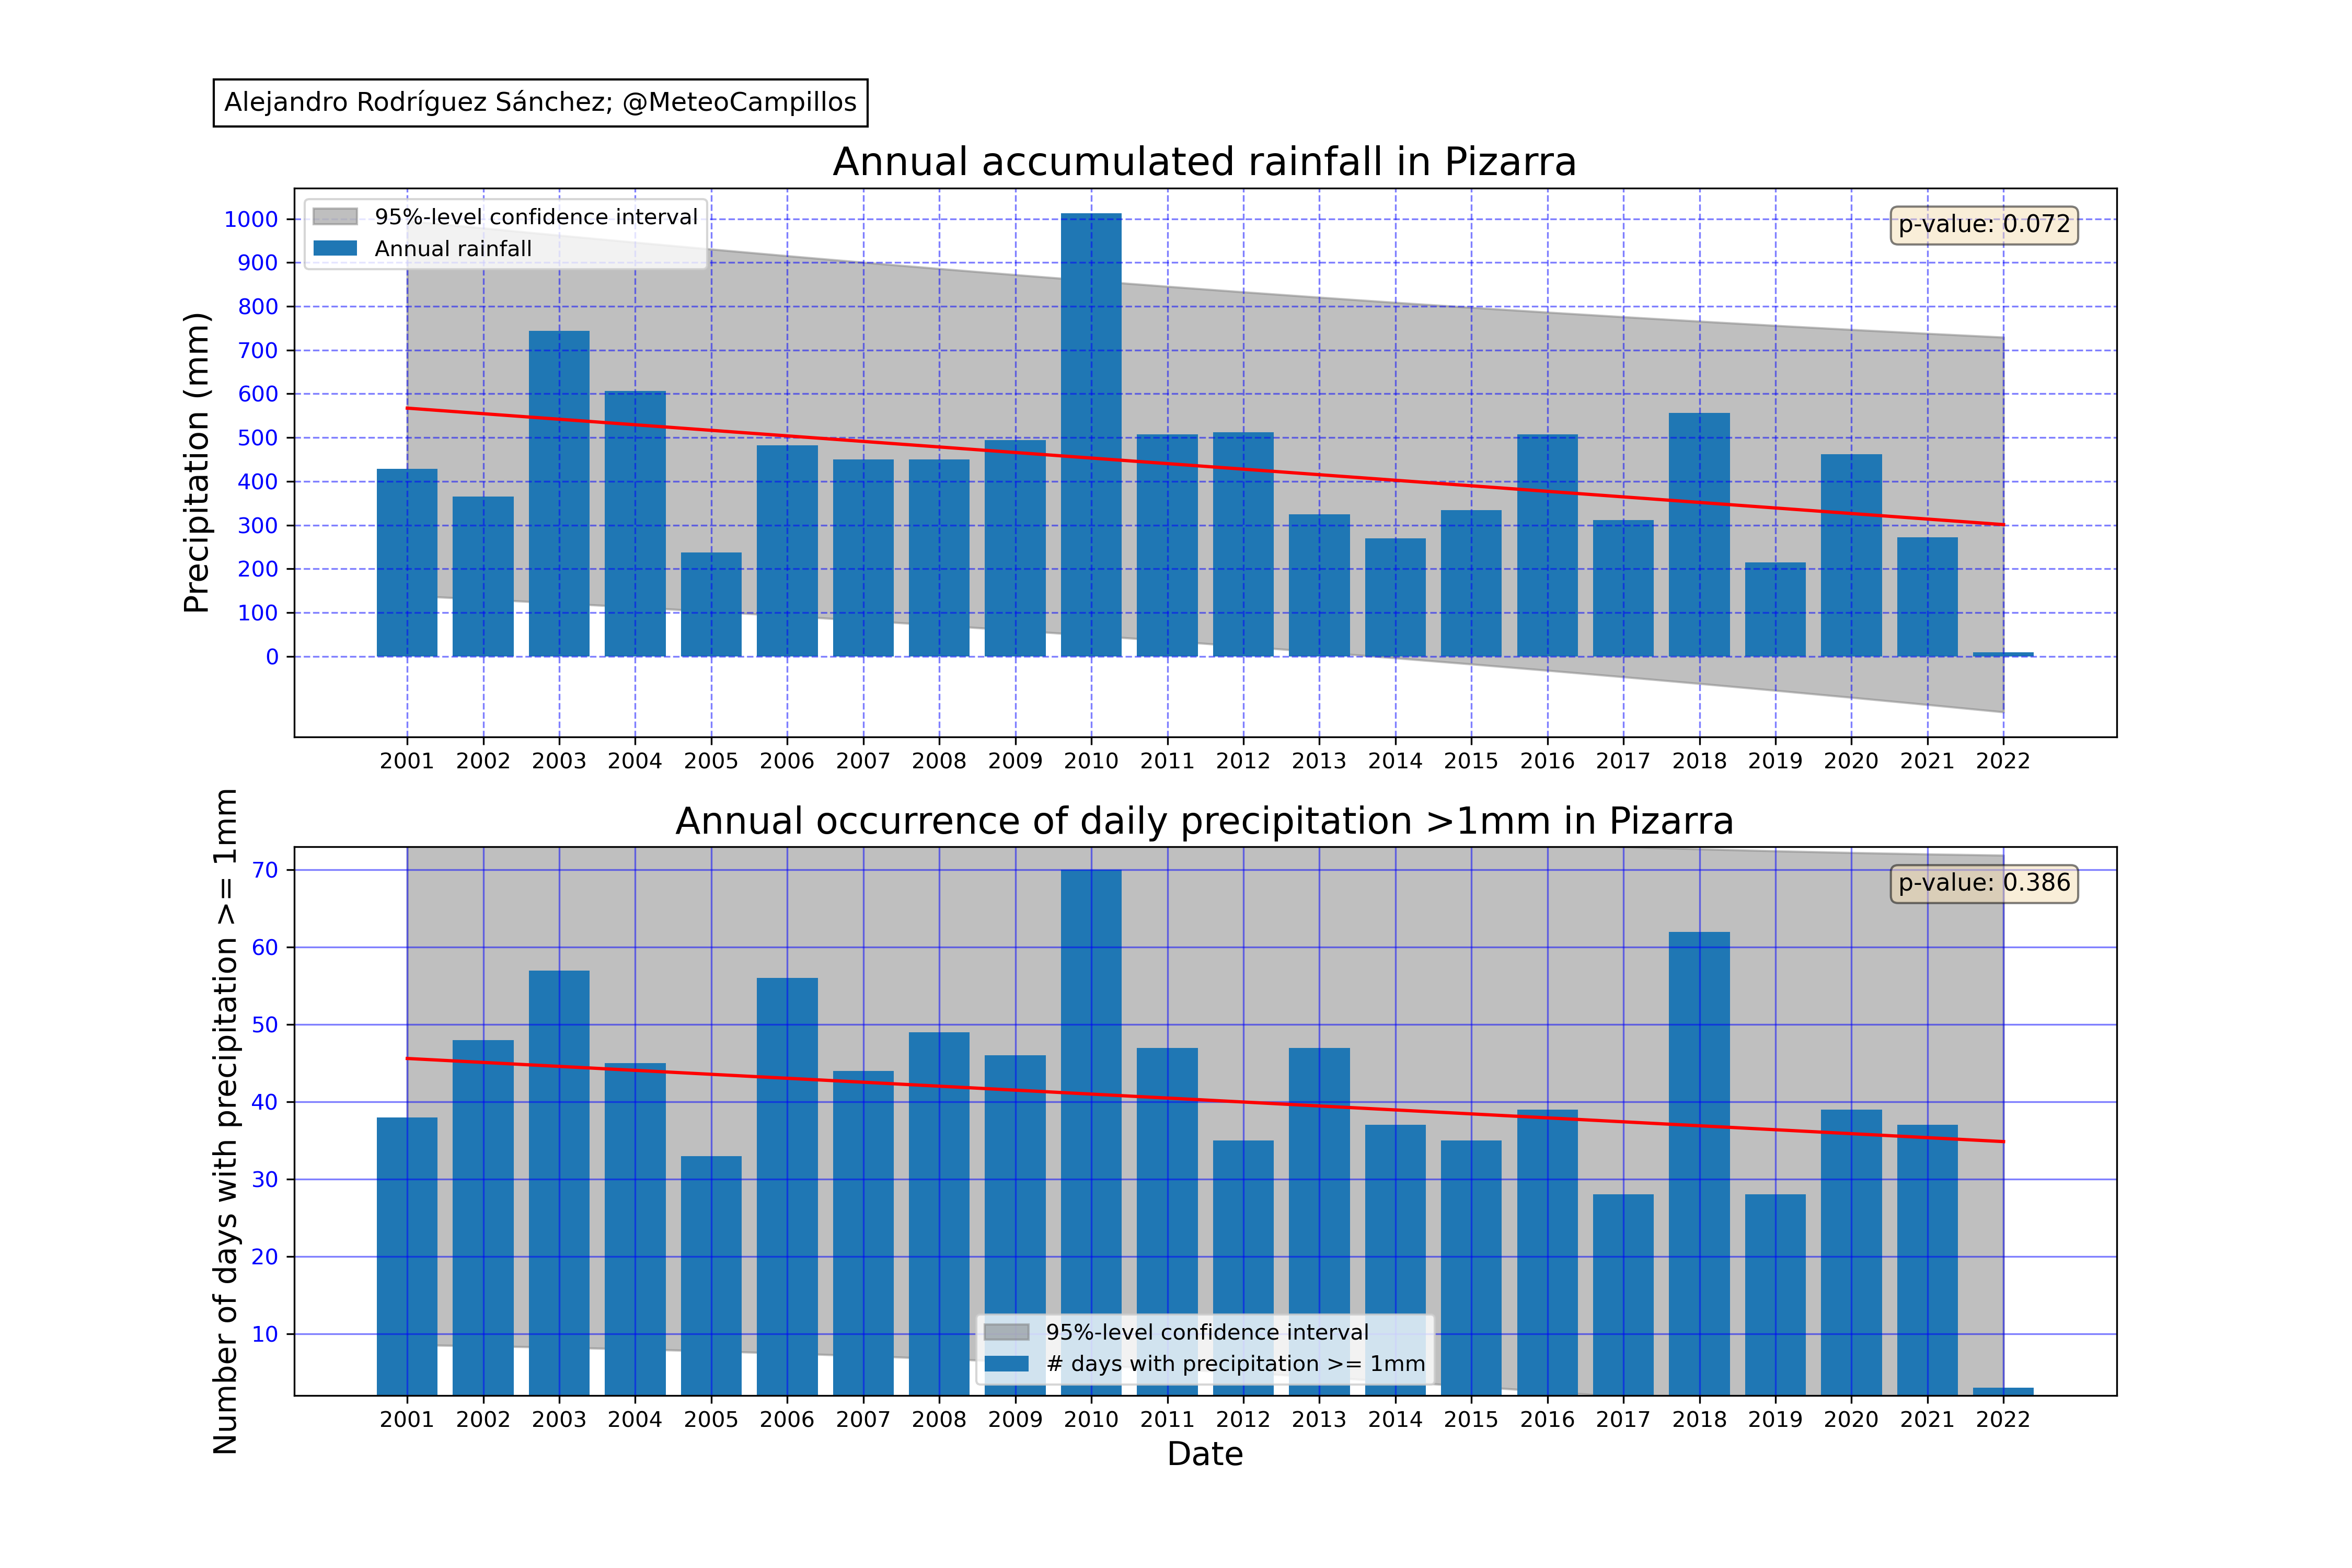 Alejandro Rodríguez Sánchez; @MeteoCampillos
Annual accumulated rainfall in Pizarra
95%-level confidence interval
Annual rainfall
p-value: 0.072
Precipitation (mm)
1000
900
800
700
600
500
400
300
200
100
0
2001 2002 2003 2004 2005 2006 2007 2008 2009 2010 2011 2012 2013 2014 2015 2016 2017 2018 2019 2020 2021 2022
Annual occurrence of daily precipitation >1mm in Pizarra
p-value: 0.386
Number of days with precipitation >= 1mm
70
60
50
40
30
20
10
95%-level confidence interval
# days with precipitation >= 1mm
2001 2002 2003 2004 2005 2006 2007 2008 2009 2010 2011 2012 2013 2014 2015 2016 2017 2018 2019 2020 2021 2022
Date